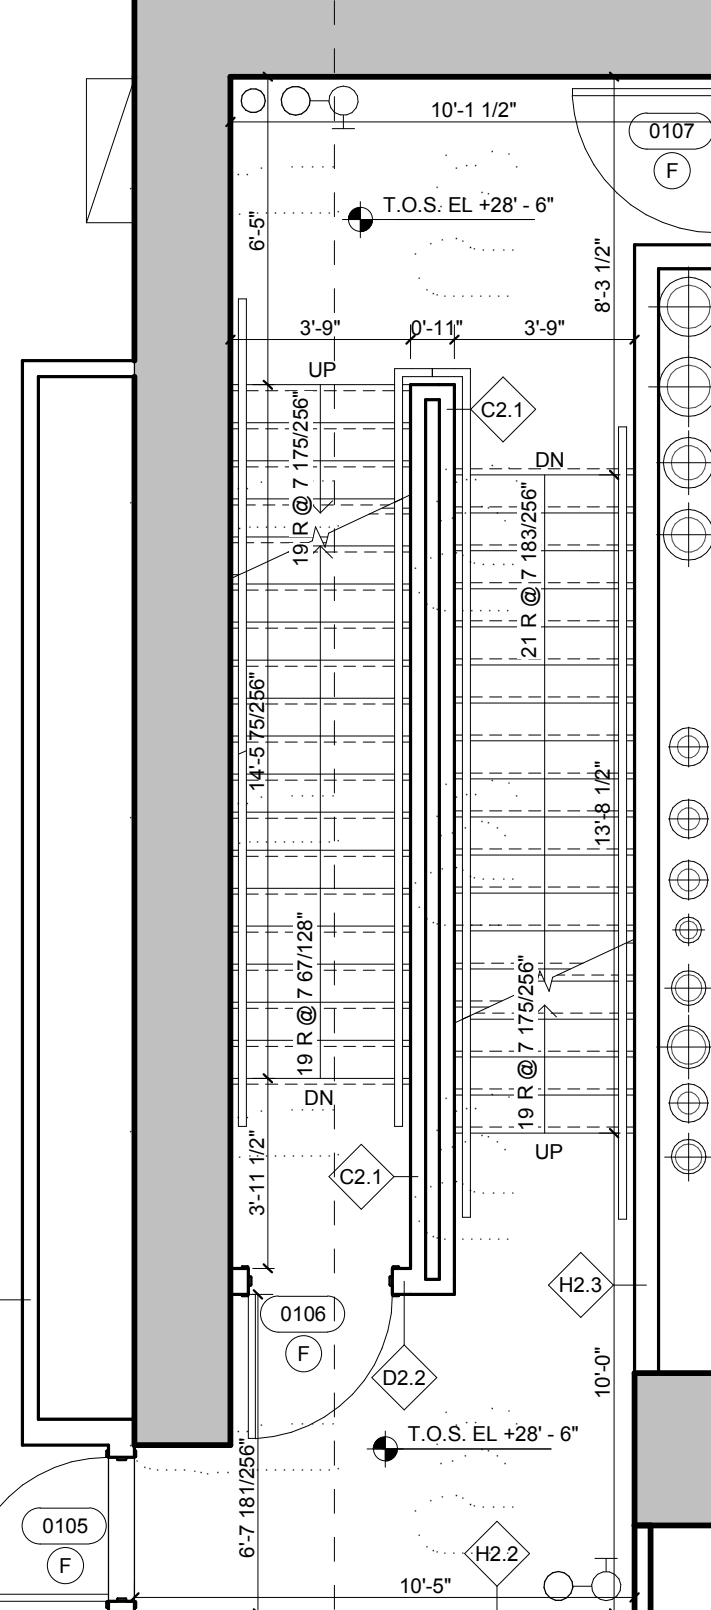 10'-1 1/2"
0107
F
T.O.S. EL +28' - 6"
6'-5"
8'-3 1/2"
3'-9"
0'-11"
3'-9"
UP
C2.1
19 R @ 7 175/256"
DN
21 R @ 7 183/256"
14'-5 75/256"
13'-8 1/2"
19 R @ 7 67/128"
19 R @ 7 175/256"
DN
UP
3'-11 1/2"
C2.1
H2.3
0106
F
D2.2
10'-0"
T.O.S. EL +28' - 6"
6'-7 181/256"
0105
F
H2.2
10'-5"